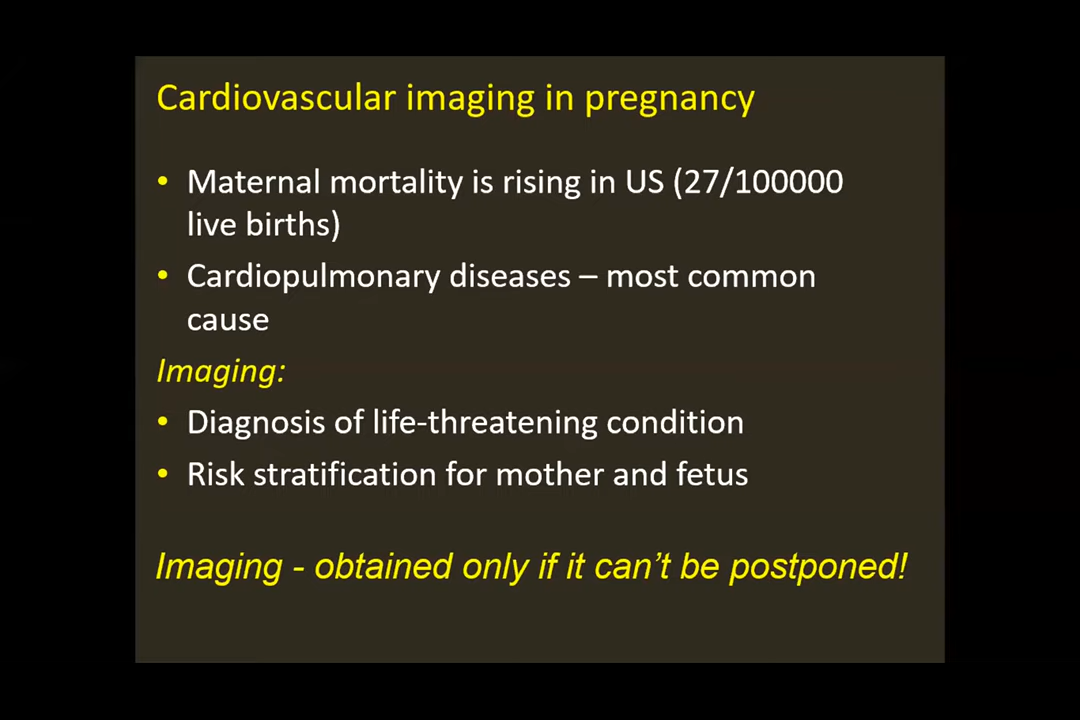 Cardiovascular imaging in pregnancy
• Maternal mortality is rising in US (27/100000
live births)
• Cardiopulmonary diseases – most common
cause
Imaging:
• Diagnosis of life-threatening condition
• Risk stratification for mother and fetus
Imaging - obtained only if it can’t be postponed!